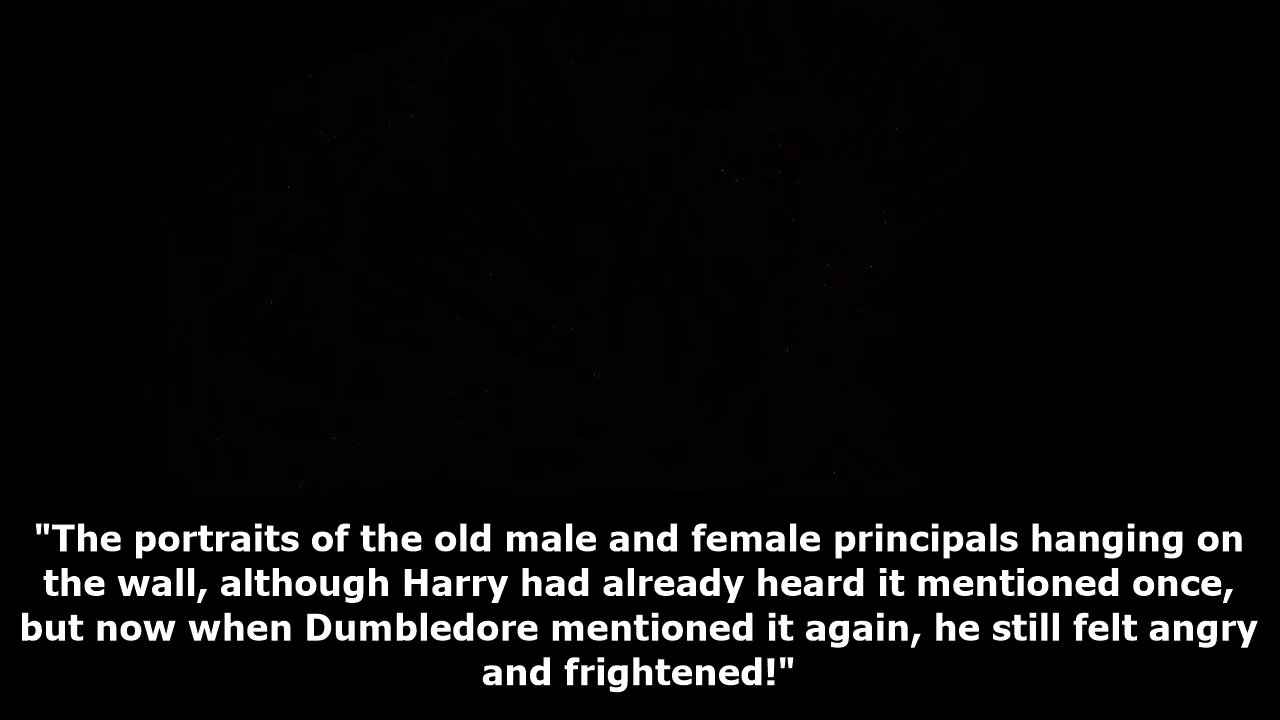 "The portraits of the old male and female principals hanging on
the wall, although Harry had already heard it mentioned once,
but now when Dumbledore mentioned it again, he still felt angry
and frightened!"